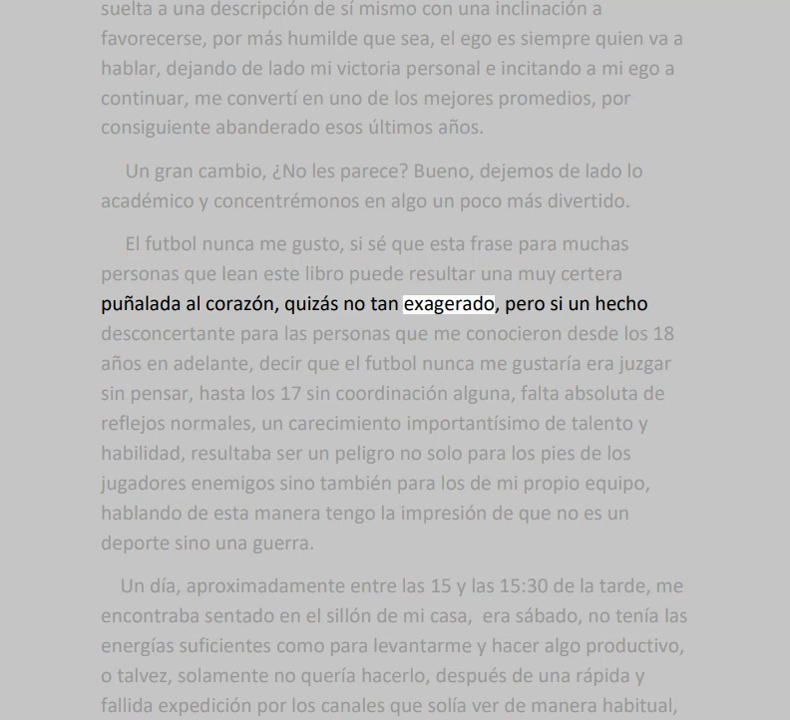 suelta a una descripción de sí mismo con una inclinación a
favorecerse, por más humilde que sea, el ego es siempre quien va a
hablar, dejando de lado mi victoria personal e incitando a mi ego a
continuar, me convertí en uno de los mejores promedios, por
consiguiente abanderado esos últimos años.
Un gran cambio, ¿No les parece? Bueno, dejemos de lado lo
académico y concentrémonos en algo un poco más divertido.
El futbol nunca me gusto, si sé que esta frase para muchas
personas que lean este libro puede resultar una muy certera
puñalada al corazón, quizás no tan exagerado, pero si un hecho
desconcertante para las personas que me conocieron desde los 18
años en adelante, decir que el futbol nunca me gustaría era juzgar
sin pensar, hasta los 17 sin coordinación alguna, falta absoluta de
reflejos normales, un carecimiento importantísimo de talento y
habilidad, resultaba ser un peligro no solo para los pies de los
jugadores enemigos sino también para los de mi propio equipo,
hablando de esta manera tengo la impresión de que no es un
deporte sino una guerra.
Un día, aproximadamente entre las 15 y las 15:30 de la tarde, me
encontraba sentado en el sillón de mi casa,  era sábado, no tenía las
energías suficientes como para levantarme y hacer algo productivo,
o talvez, solamente no quería hacerlo, después de una rápida y
fallida expedición por los canales que solía ver de manera habitual,